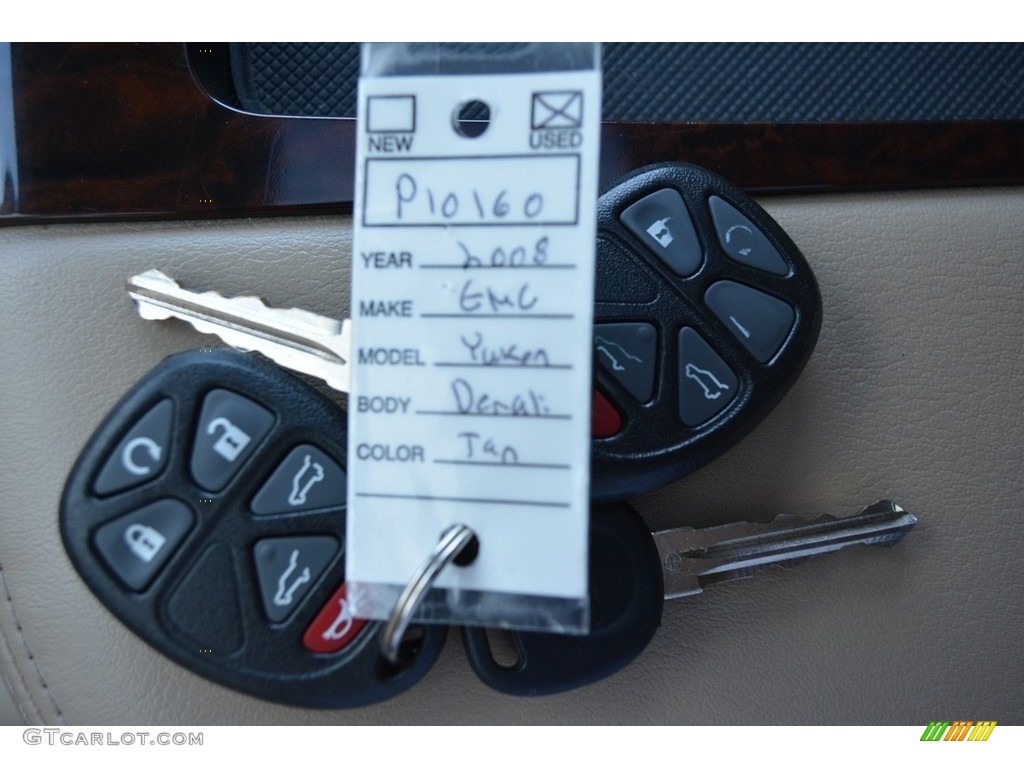 NEW USED
P10160
YEAR 2008
MAKE GMC
MODEL Yukon
BODY Denali
COLOR Tan
GTCARLOT.COM